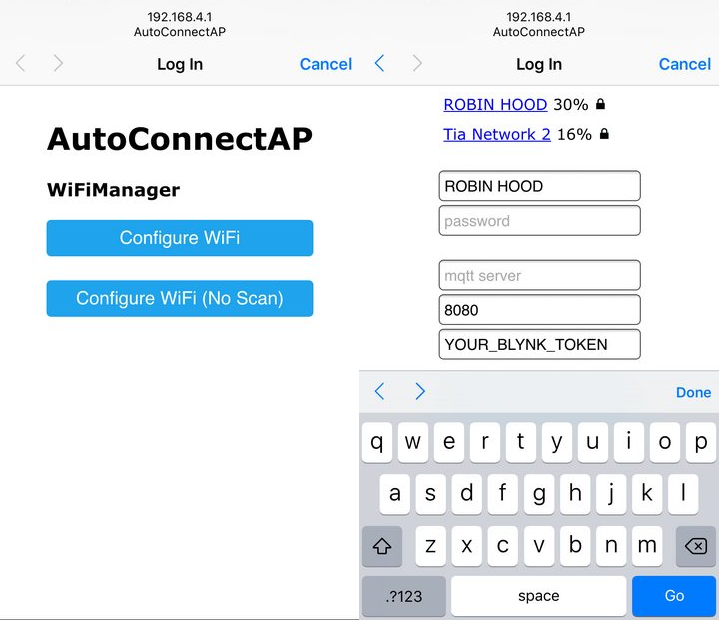 192.168.4.1
AutoConnectAP
Log In
Cancel
AutoConnectAP
WiFiManager
Configure WiFi
Configure WiFi (No Scan)
192.168.4.1
AutoConnectAP
Log In
Cancel
ROBIN HOOD 30%
Tia Network 2 16%
ROBIN HOOD
password
mqtt server
8080
YOUR_BLYNK_TOKEN
Done
q w e r t y u i o p
a s d f g h j k l
z x c v b n m
.?123 space Go